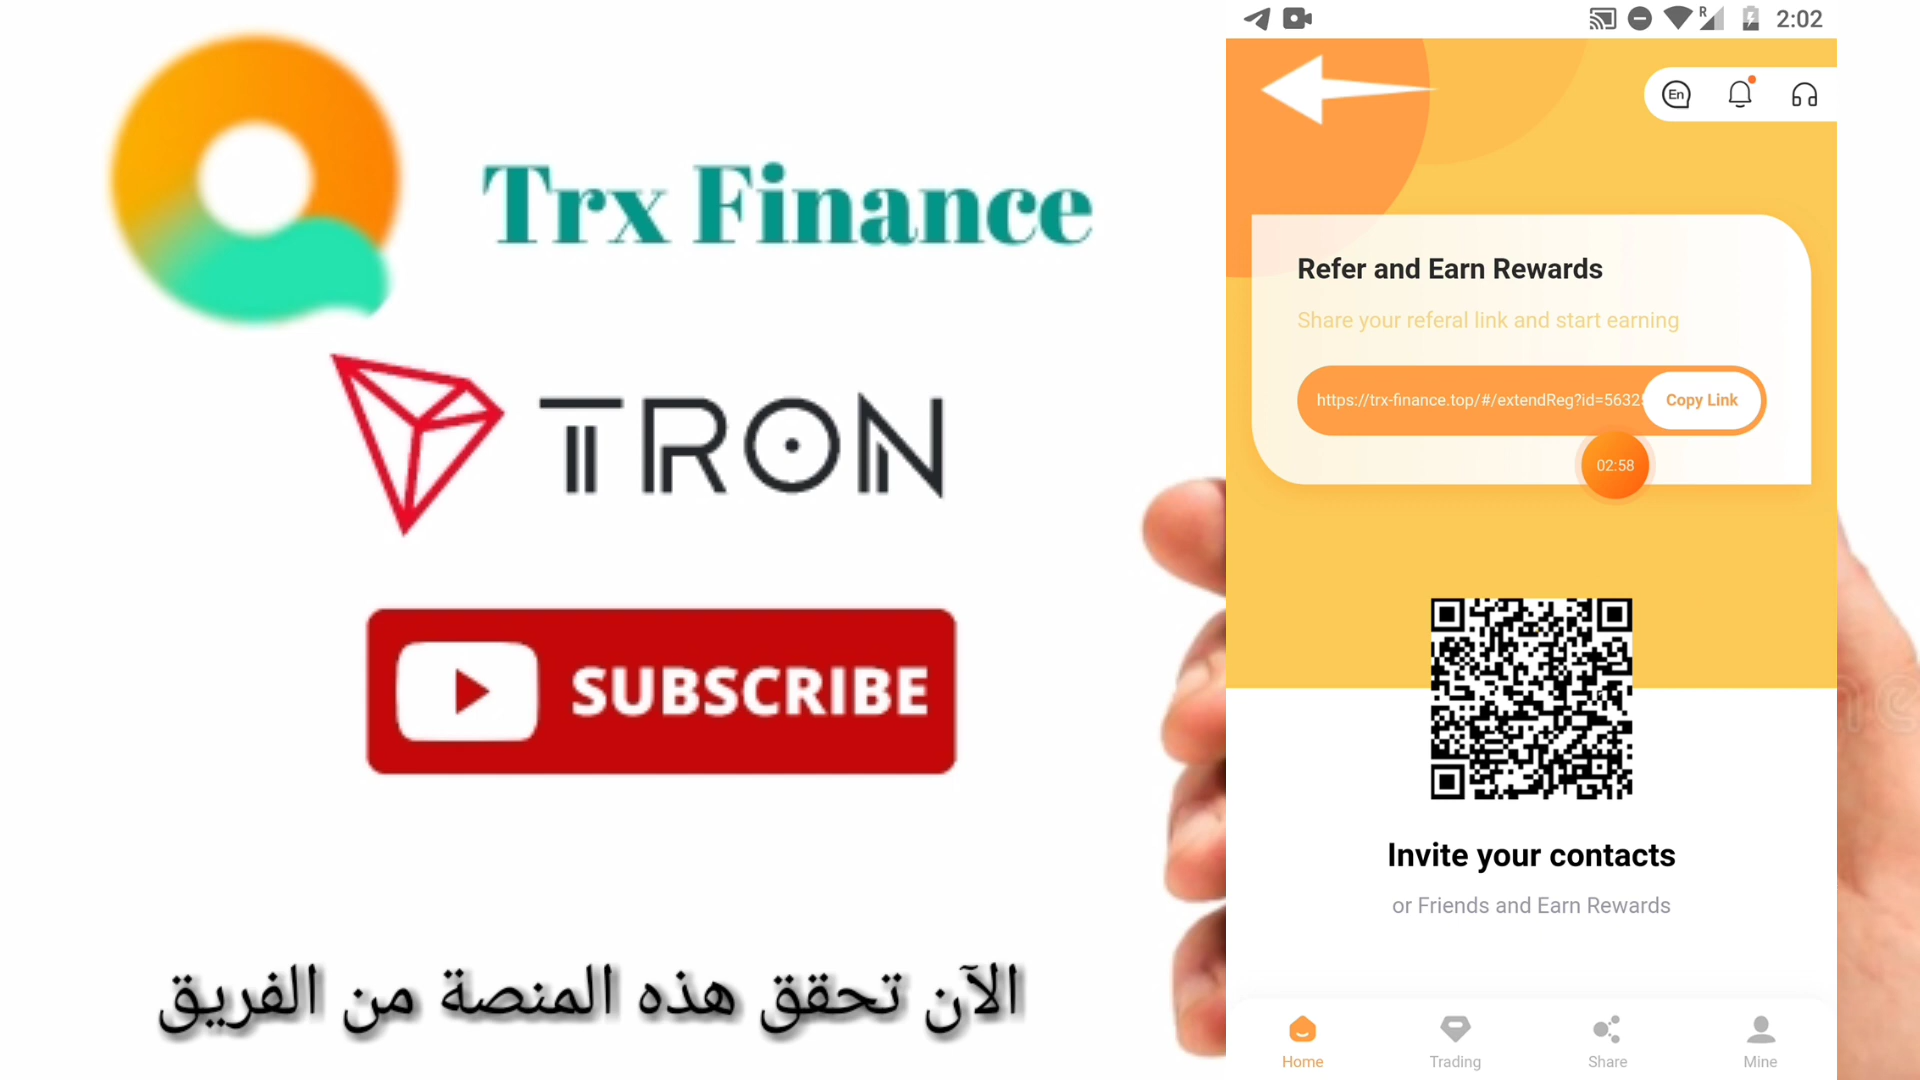 Trx Finance
TRON
SUBSCRIBE
الآن تحقق هذه المنصة من الفريق
R
2:02
En
Refer and Earn Rewards
Share your referal link and start earning
https://trx-finance.top/#/extendReg?id=5632
Copy Link
02:58
Invite your contacts
or Friends and Earn Rewards
Home
Trading
Share
Mine